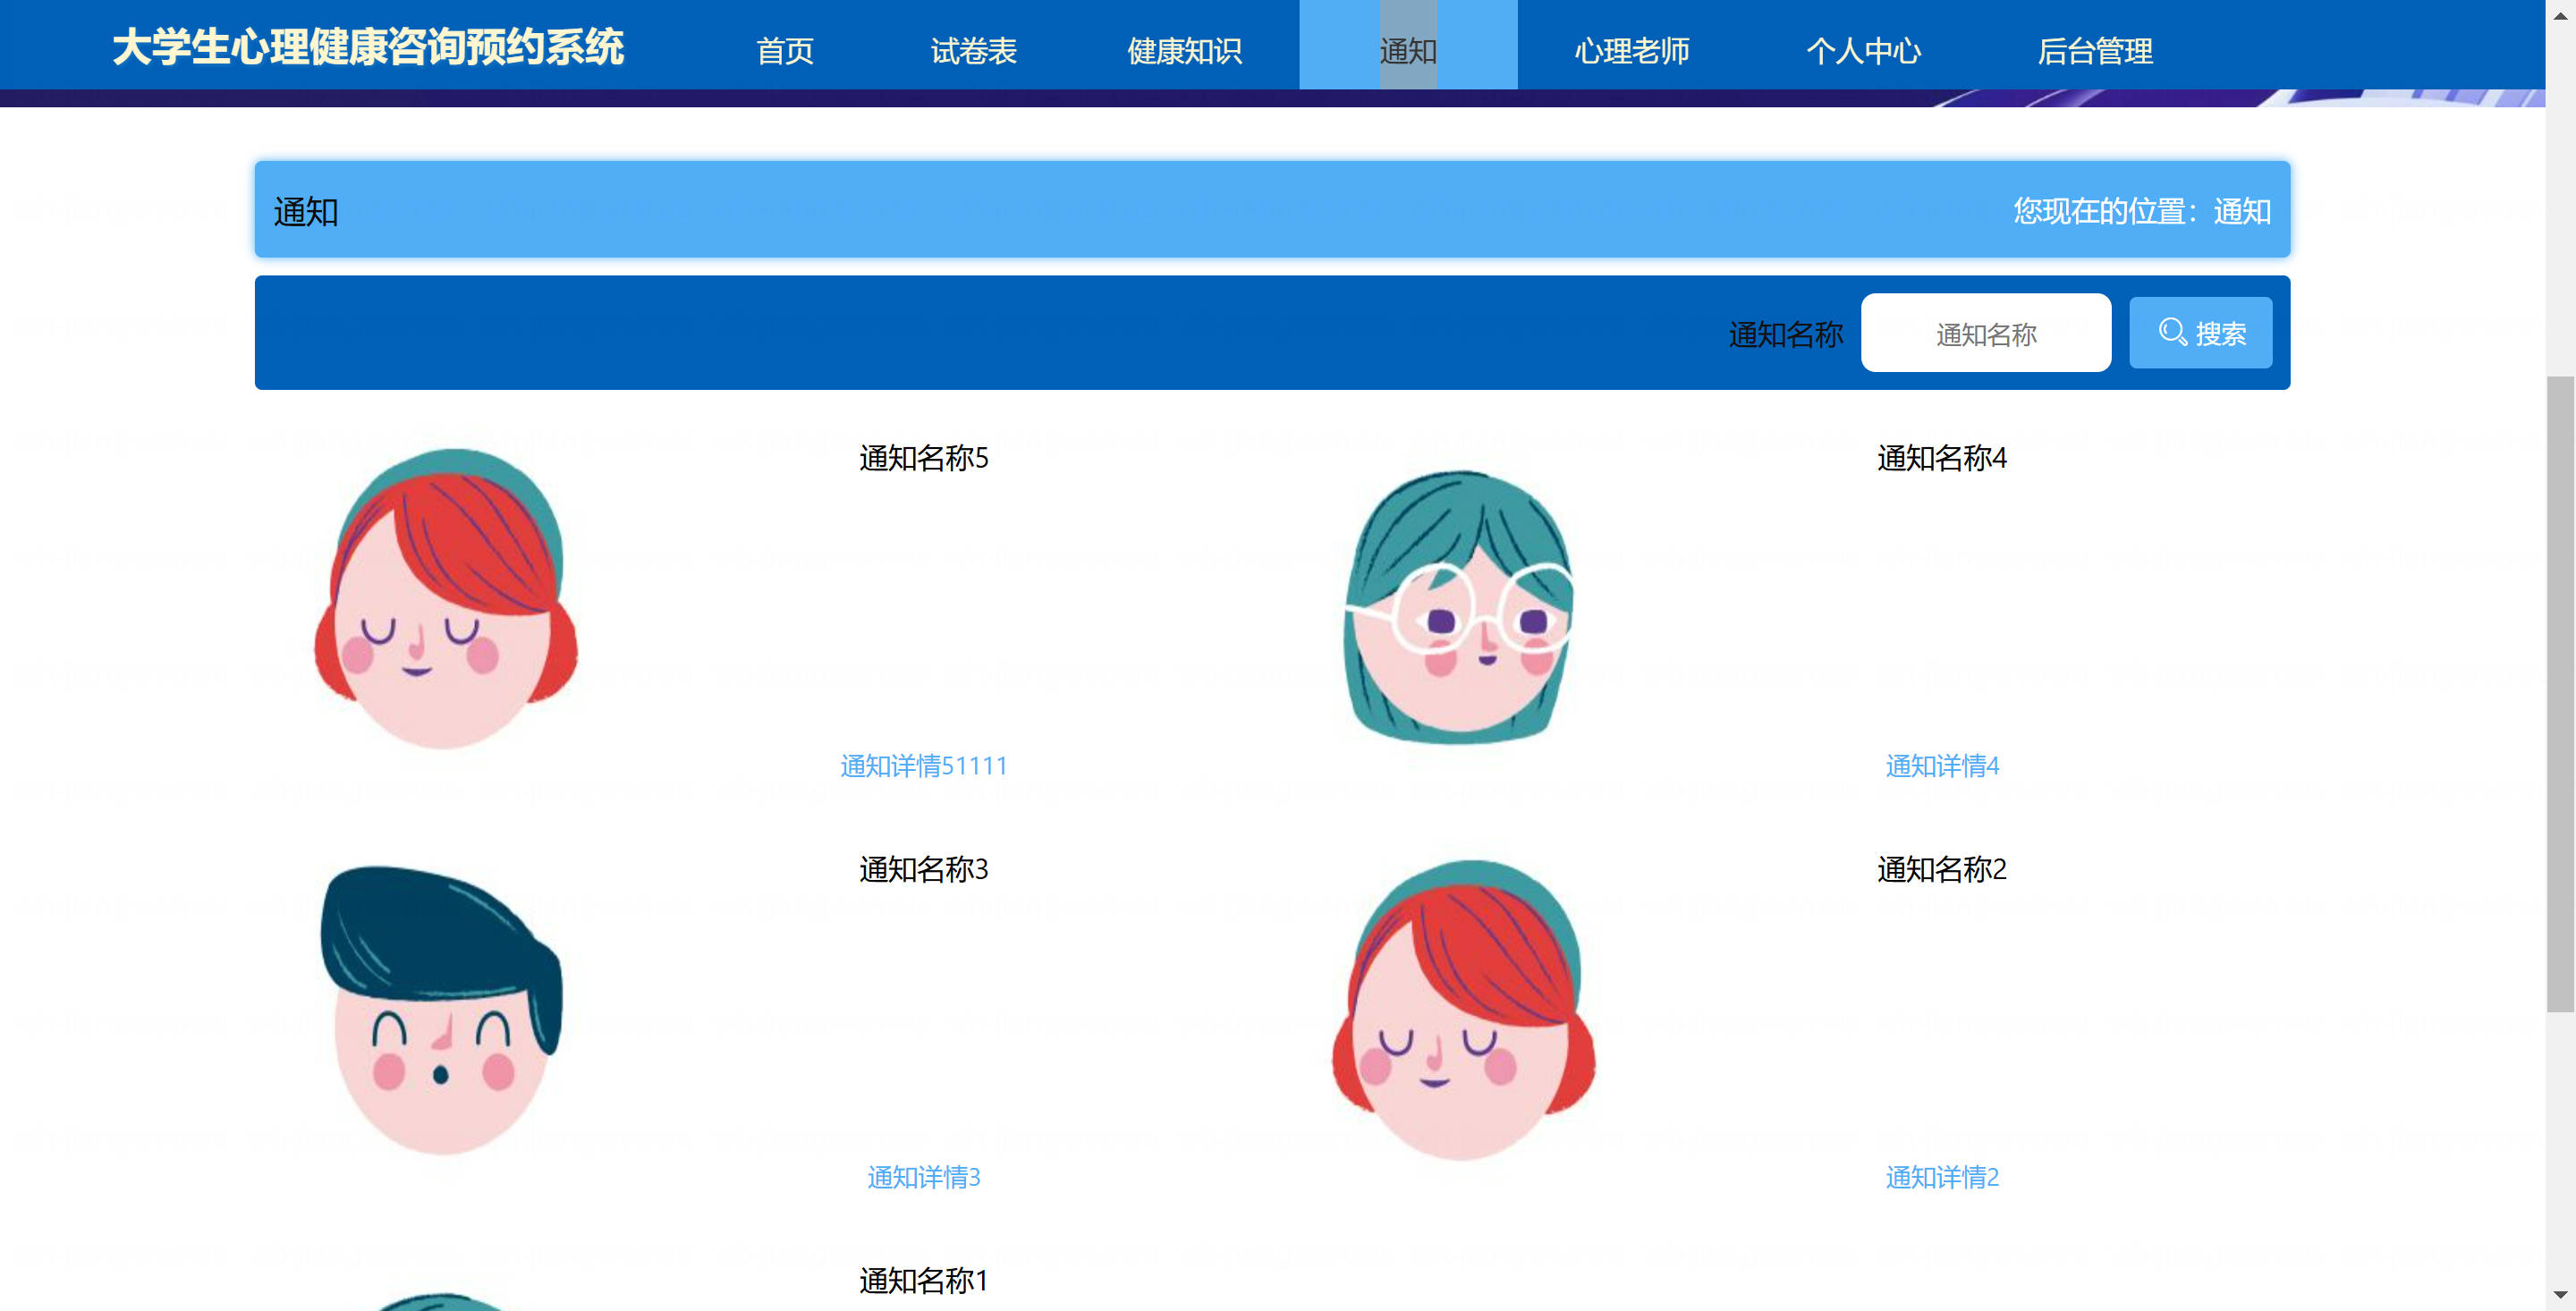 大学生心理健康咨询预约系统 首页 试卷表 健康知识 通知 心理老师 个人中心 后台管理
通知 您现在的位置：通知
通知名称 通知名称 搜索
通知名称5 通知名称4
通知详情51111 通知详情4
通知名称3 通知名称2
通知详情3 通知详情2
通知名称1